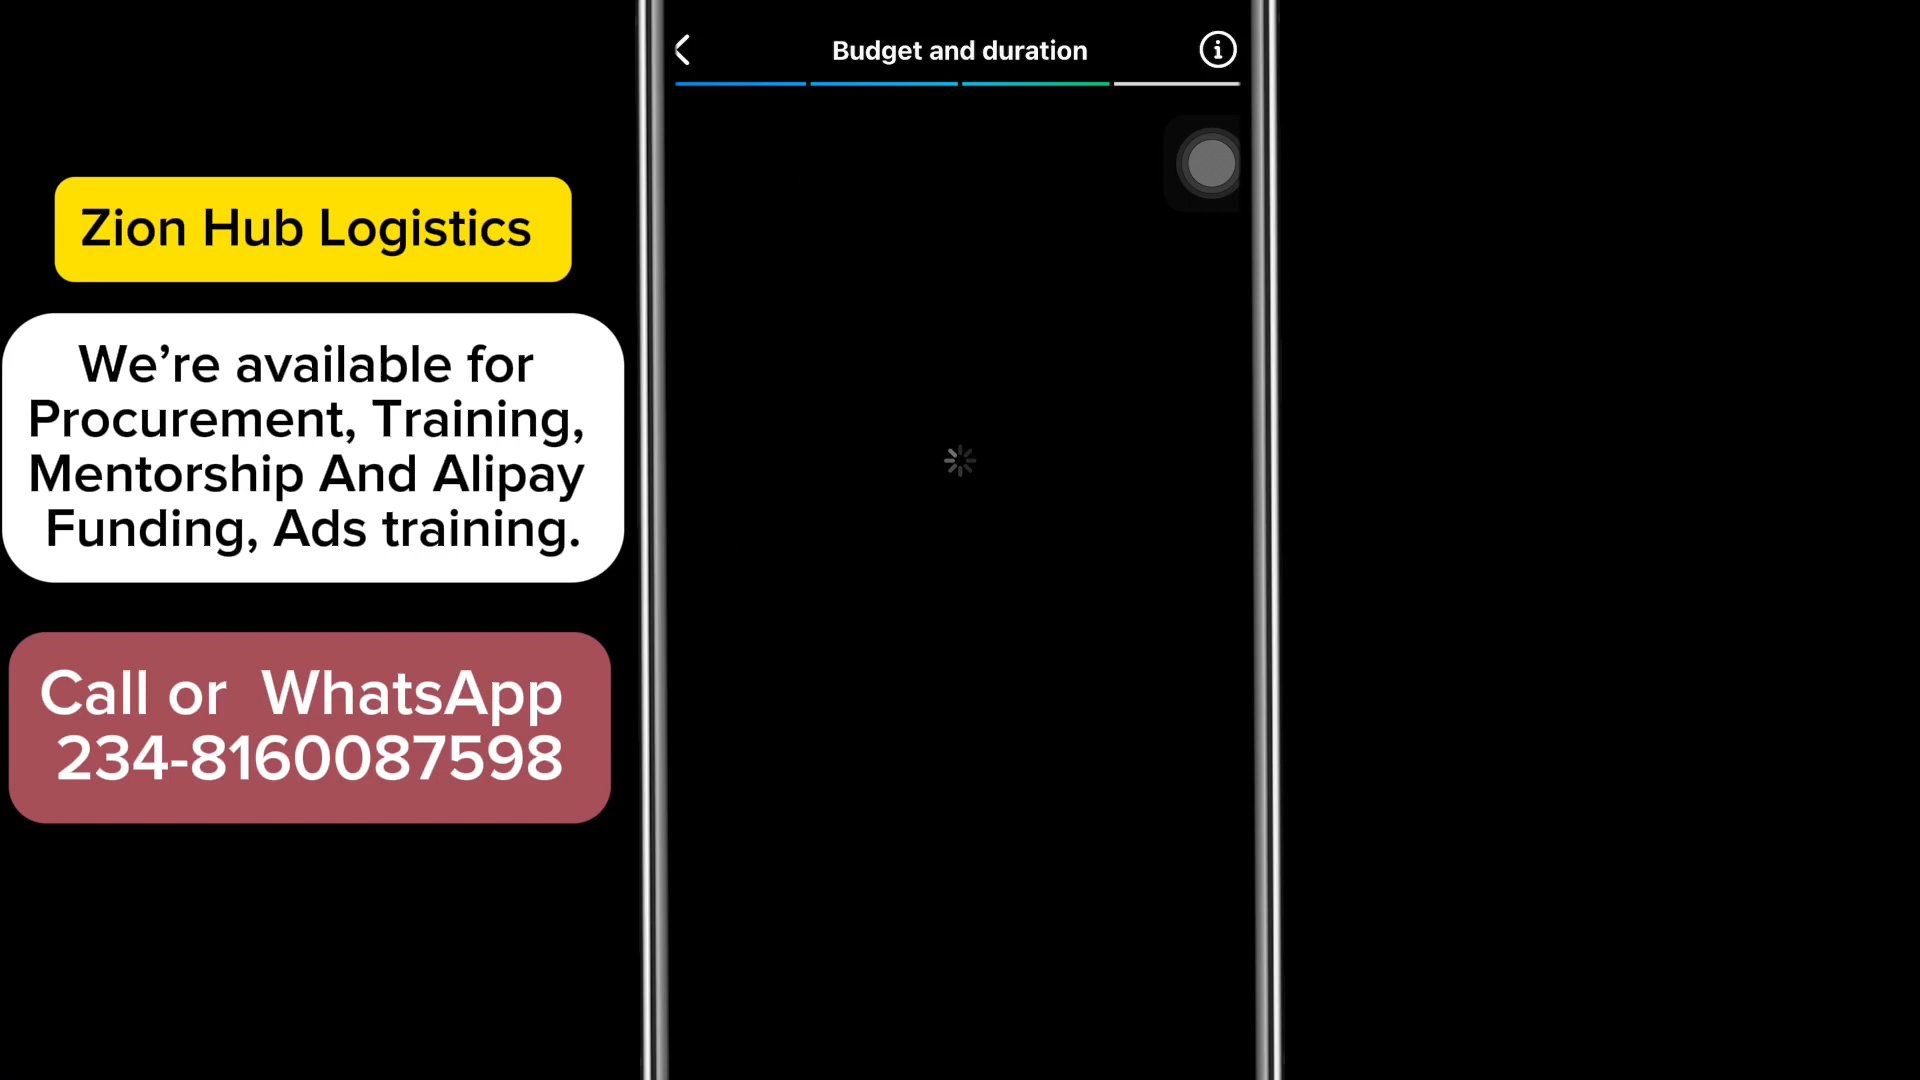 Budget and duration
Zion Hub Logistics
We’re available for
Procurement, Training,
Mentorship And Alipay
Funding, Ads training.
Call or WhatsApp
234-8160087598